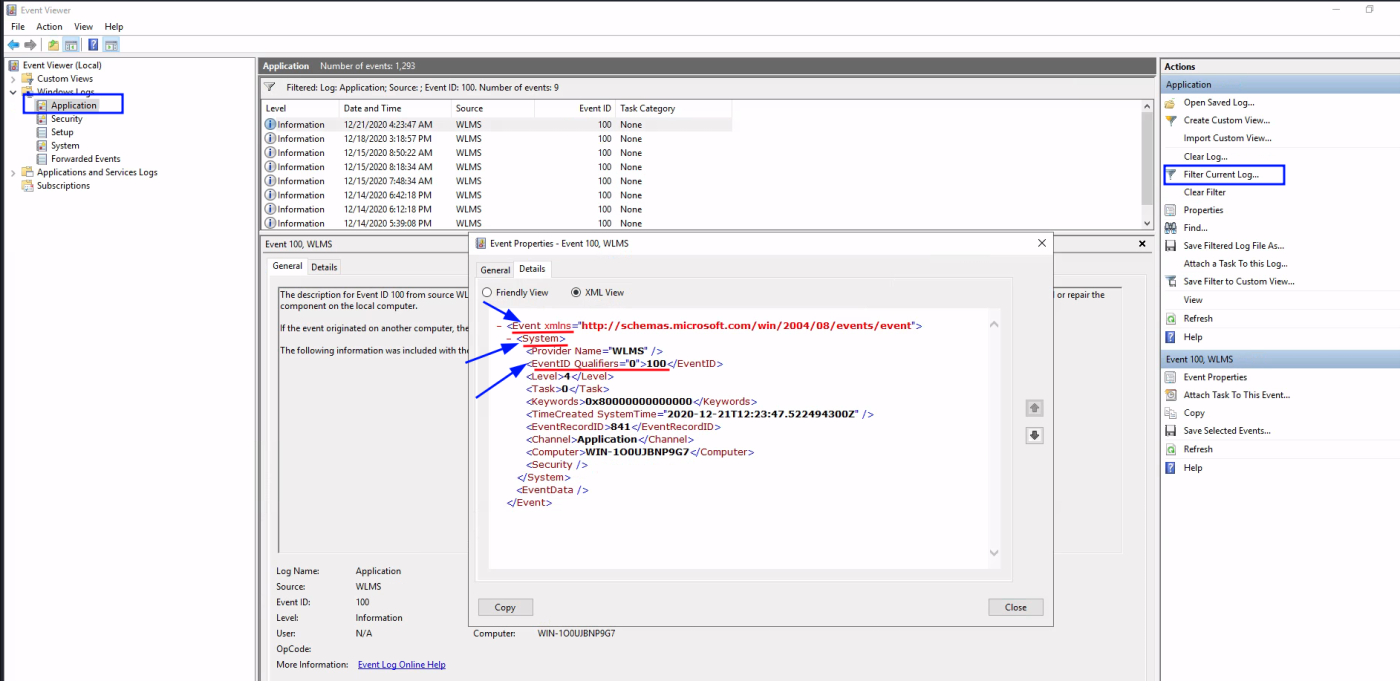 Event Viewer
File Action View Help
Event Viewer (Local)
Custom Views
Windows Logs
Application
Security
Setup
System
Forwarded Events
Applications and Services Logs
Subscriptions
Application Number of events: 1,293
Filtered: Log: Application; Source: ; Event ID: 100. Number of events: 9
Level Date and Time Source Event ID Task Category
Information 12/21/2020 4:23:47 AM WLMS 100 None
Information 12/18/2020 3:18:57 PM WLMS 100 None
Information 12/15/2020 8:50:22 AM WLMS 100 None
Information 12/15/2020 8:18:34 AM WLMS 100 None
Information 12/15/2020 7:48:34 AM WLMS 100 None
Information 12/14/2020 6:42:18 PM WLMS 100 None
Information 12/14/2020 6:12:18 PM WLMS 100 None
Information 12/14/2020 5:39:08 PM WLMS 100 None
Event 100, WLMS
General Details
The description for Event ID 100 from source WL
or repair the
component on the local computer.
If the event originated on another computer, the
The following information was included with the
Log Name: Application
Source: WLMS
Event ID: 100
Level: Information
User: N/A Computer: WIN-1O0UJBNP9G7
OpCode:
More Information: Event Log Online Help
Event Properties - Event 100, WLMS
General Details
Friendly View XML View
- <Event xmlns="http://schemas.microsoft.com/win/2004/08/events/event">
- <System>
<Provider Name="WLMS" />
<EventID Qualifiers="0">100</EventID>
<Level>4</Level>
<Task>0</Task>
<Keywords>0x80000000000000</Keywords>
<TimeCreated SystemTime="2020-12-21T12:23:47.522494300Z" />
<EventRecordID>841</EventRecordID>
<Channel>Application</Channel>
<Computer>WIN-1O0UJBNP9G7</Computer>
<Security />
</System>
<EventData />
</Event>
Copy Close
Actions
Application
Open Saved Log...
Create Custom View...
Import Custom View...
Clear Log...
Filter Current Log...
Clear Filter
Properties
Find...
Save Filtered Log File As...
Attach a Task To this Log...
Save Filter to Custom View...
View
Refresh
Help
Event 100, WLMS
Event Properties
Attach Task To This Event...
Copy
Save Selected Events...
Refresh
Help